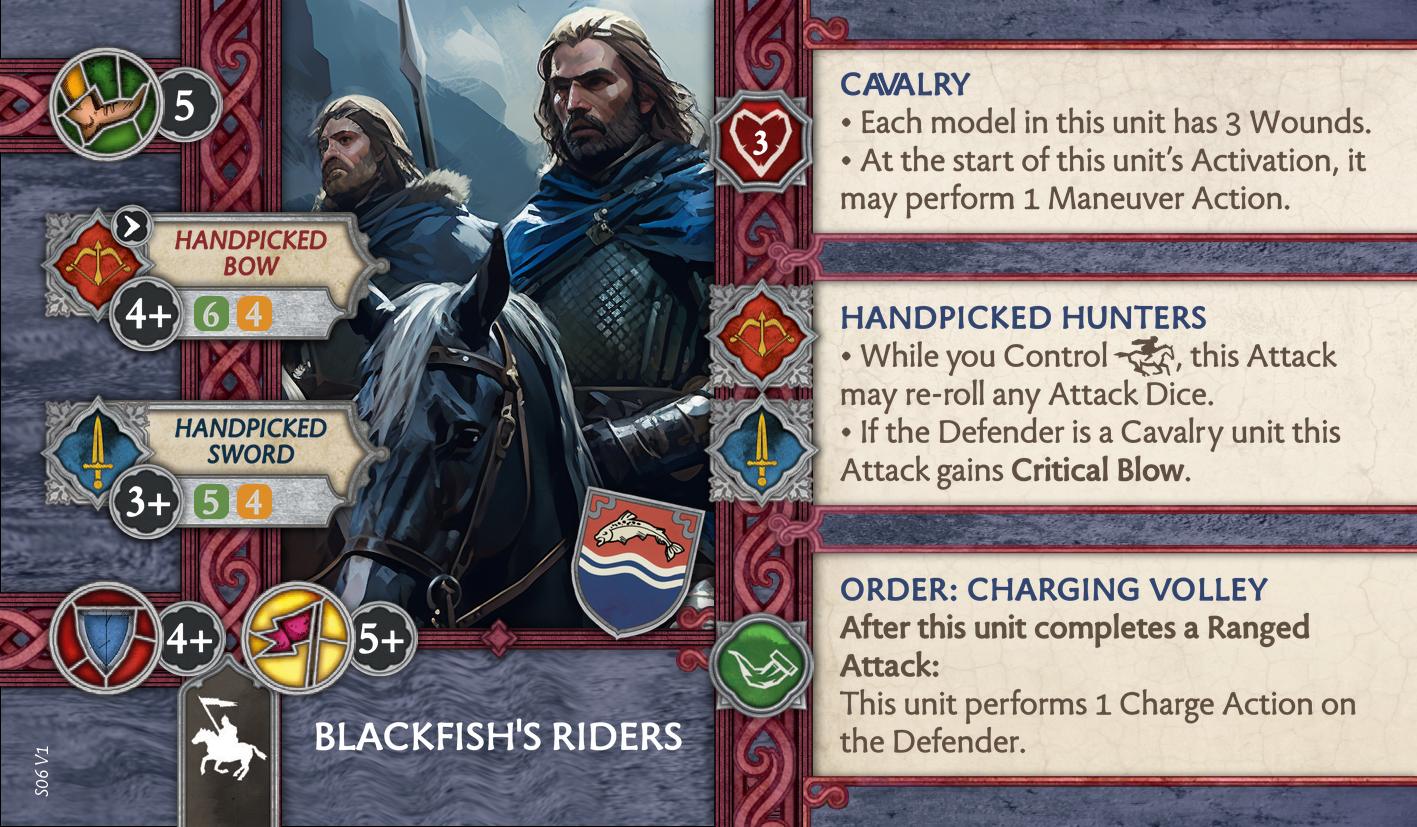 5
HANDPICKED
BOW
4+ 6 4
HANDPICKED
SWORD
3+ 5 4
4+ 5+
BLACKFISH'S RIDERS
S06 V1
3
CAVALRY
• Each model in this unit has 3 Wounds.
• At the start of this unit's Activation, it
may perform 1 Maneuver Action.
HANDPICKED HUNTERS
• While you Control , this Attack
may re-roll any Attack Dice.
• If the Defender is a Cavalry unit this
Attack gains Critical Blow.
ORDER: CHARGING VOLLEY
After this unit completes a Ranged
Attack:
This unit performs 1 Charge Action on
the Defender.